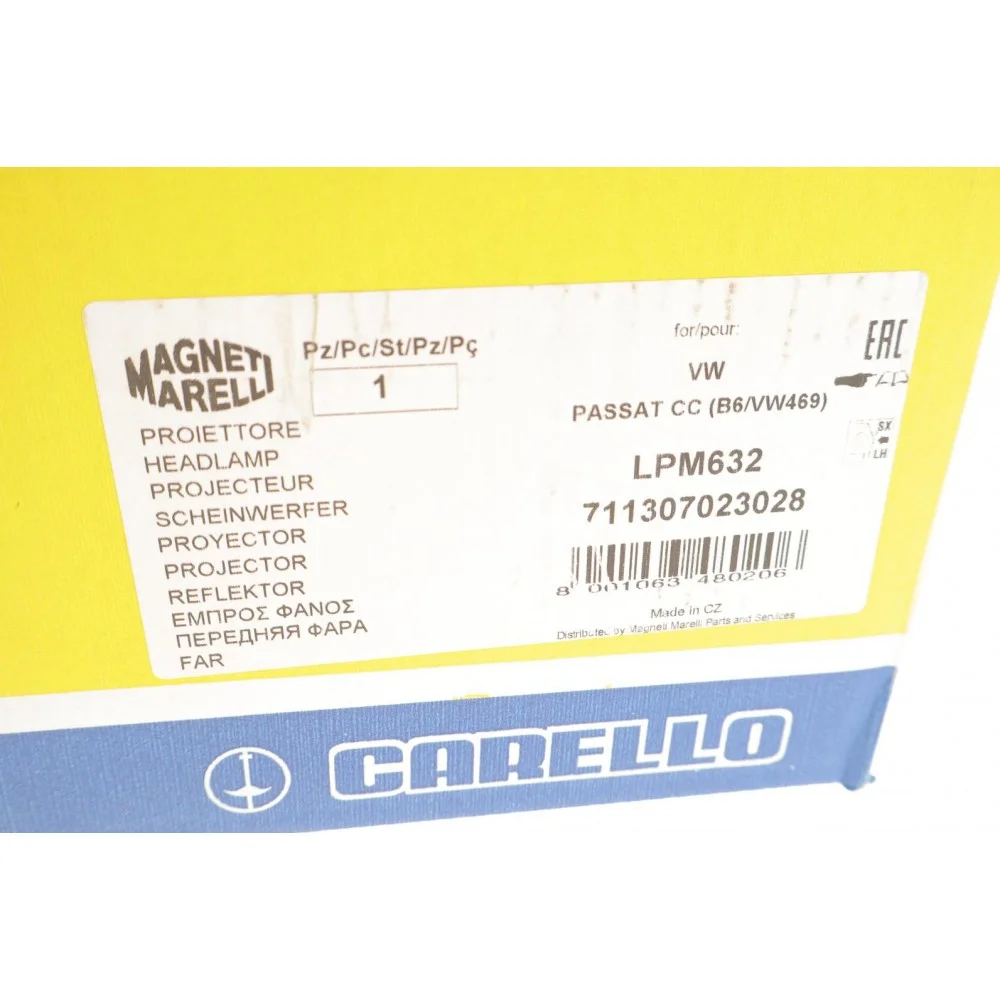 MAGNETI
MARELLI
Pz/Pc/St/Pz/Pç
1
PROIETTORE
HEADLAMP
PROJECTEUR
SCHEINWERFER
PROYECTOR
PROJECTOR
REFLEKTOR
ΕΜΠΡΟΣ ΦΑΝΟΣ
ПЕРЕДНЯЯ ФАРА
FAR
for/pour:
VW
PASSAT CC (B6/VW469)
LPM632
711307023028
8 001063 480206
Made in CZ
Distributed by Magneti Marelli Parts and Services
EAC
SX
LH
CARELLO